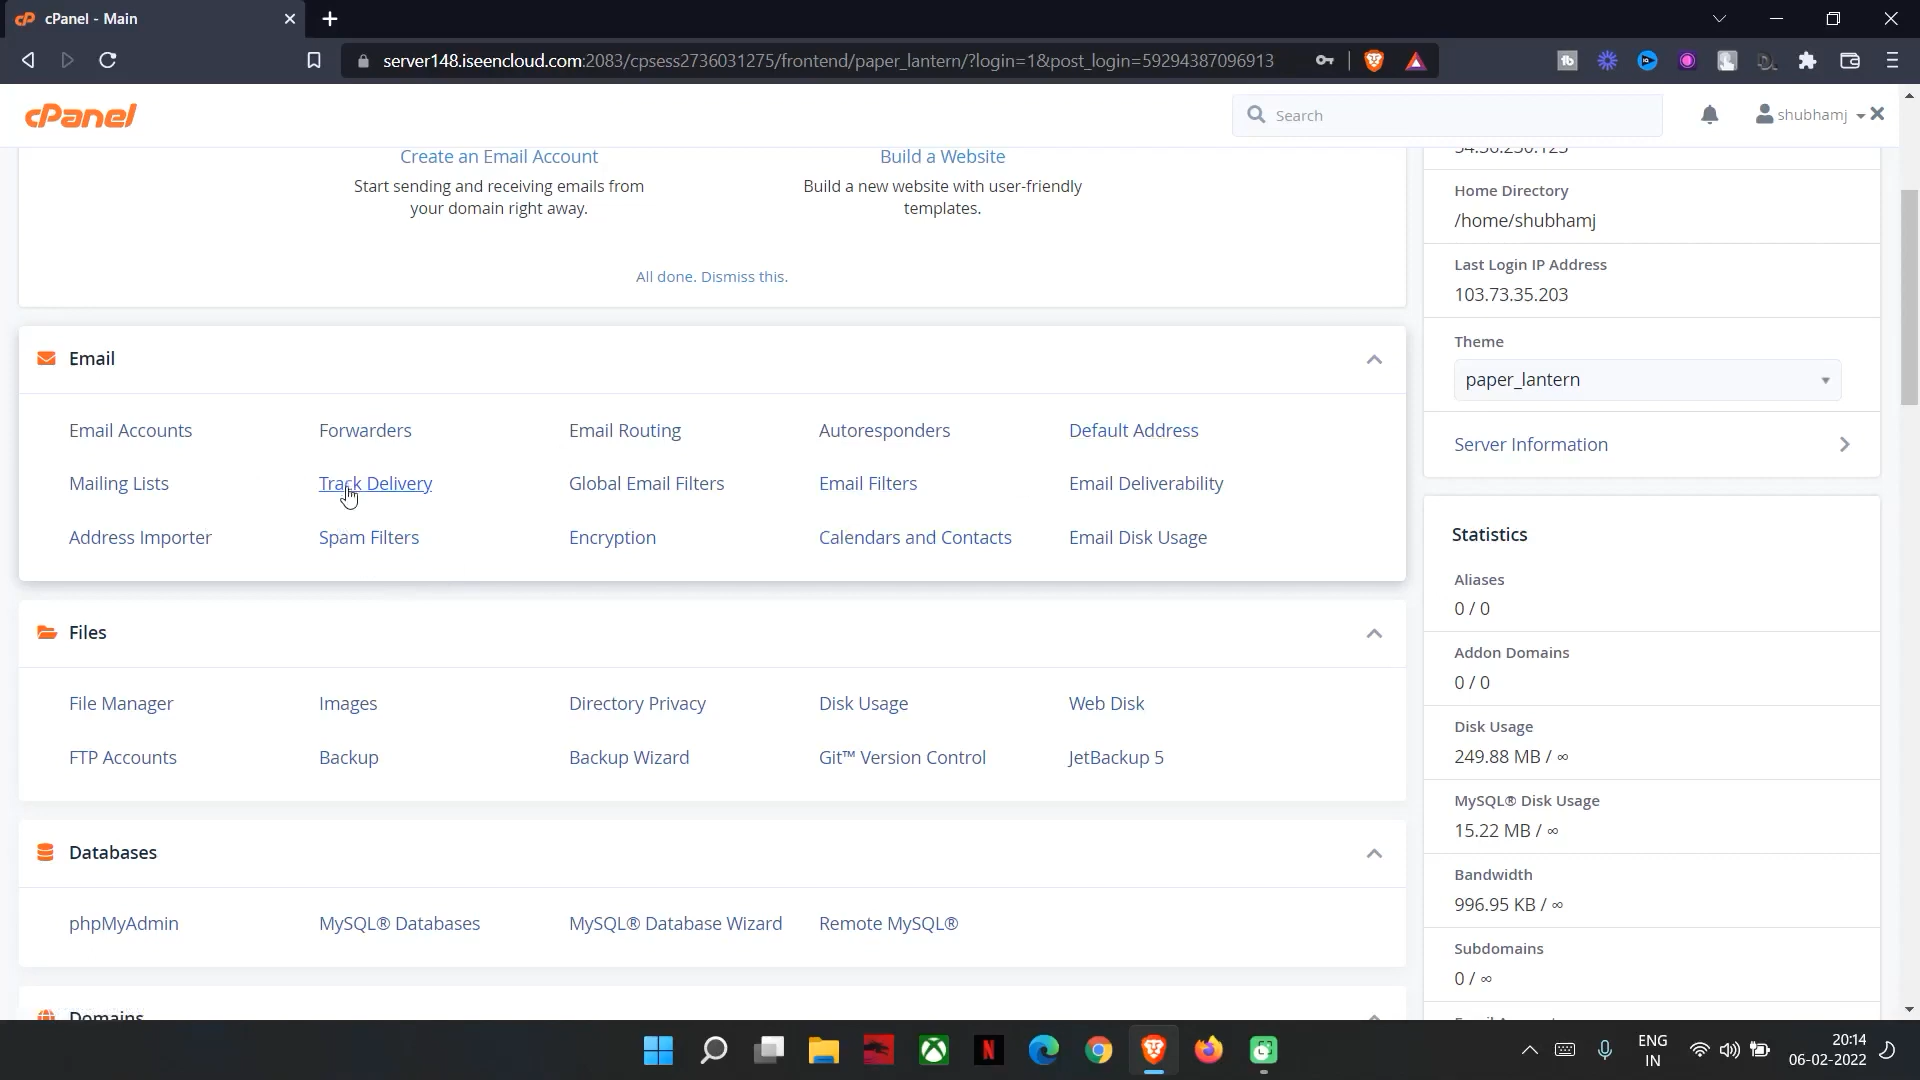 cPanel - Main
server148.iseencloud.com:2083/cpsess2736031275/frontend/paper_lantern/?login=1&post_login=59294387096913
cPanel
Search
shubhamj
Create an Email Account
Build a Website
Start sending and receiving emails from
your domain right away.
Build a new website with user-friendly
templates.
All done. Dismiss this.
Email
Email Accounts
Forwarders
Email Routing
Autoresponders
Default Address
Mailing Lists
Track Delivery
Global Email Filters
Email Filters
Email Deliverability
Address Importer
Spam Filters
Encryption
Calendars and Contacts
Email Disk Usage
Files
File Manager
Images
Directory Privacy
Disk Usage
Web Disk
FTP Accounts
Backup
Backup Wizard
Git™ Version Control
JetBackup 5
Databases
phpMyAdmin
MySQL® Databases
MySQL® Database Wizard
Remote MySQL®
Domains
Home Directory
/home/shubhamj
Last Login IP Address
103.73.35.203
Theme
paper_lantern
Server Information
Statistics
Aliases
0 / 0
Addon Domains
0 / 0
Disk Usage
249.88 MB / ∞
MySQL® Disk Usage
15.22 MB / ∞
Bandwidth
996.95 KB / ∞
Subdomains
0 / ∞
ENG
IN
20:14
06-02-2022